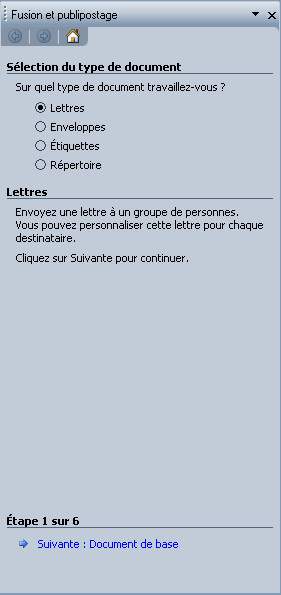 Fusion et publipostage
Sélection du type de document
Sur quel type de document travaillez-vous ?
Lettres
Enveloppes
Étiquettes
Répertoire
Lettres
Envoyez une lettre à un groupe de personnes.
Vous pouvez personnaliser cette lettre pour chaque
destinataire.
Cliquez sur Suivante pour continuer.
Étape 1 sur 6
Suivante : Document de base